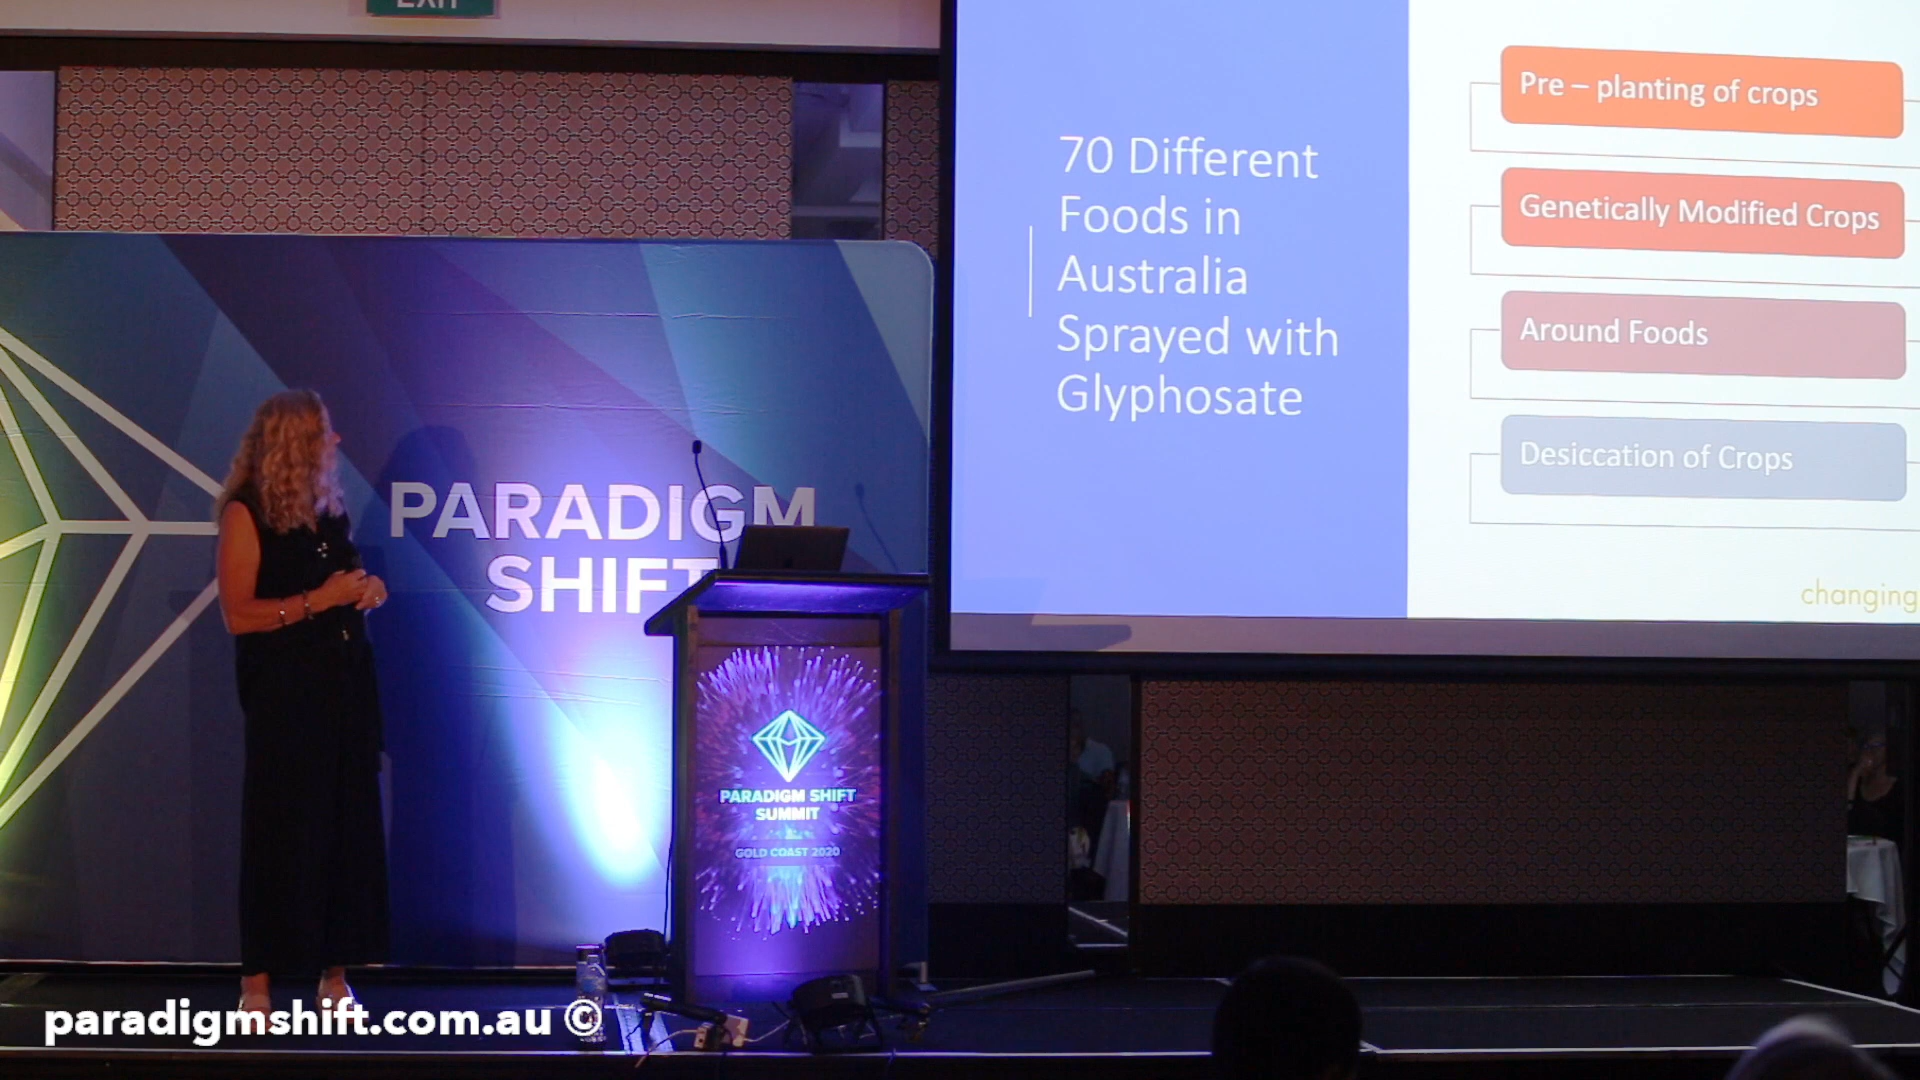 EXIT
70 Different
Foods in
Australia
Sprayed with
Glyphosate
Pre – planting of crops
Genetically Modified Crops
Around Foods
Desiccation of Crops
changing
PARADIGM
SHIFT
PARADIGM SHIFT
SUMMIT
GOLD COAST 2020
paradigmshift.com.au ©